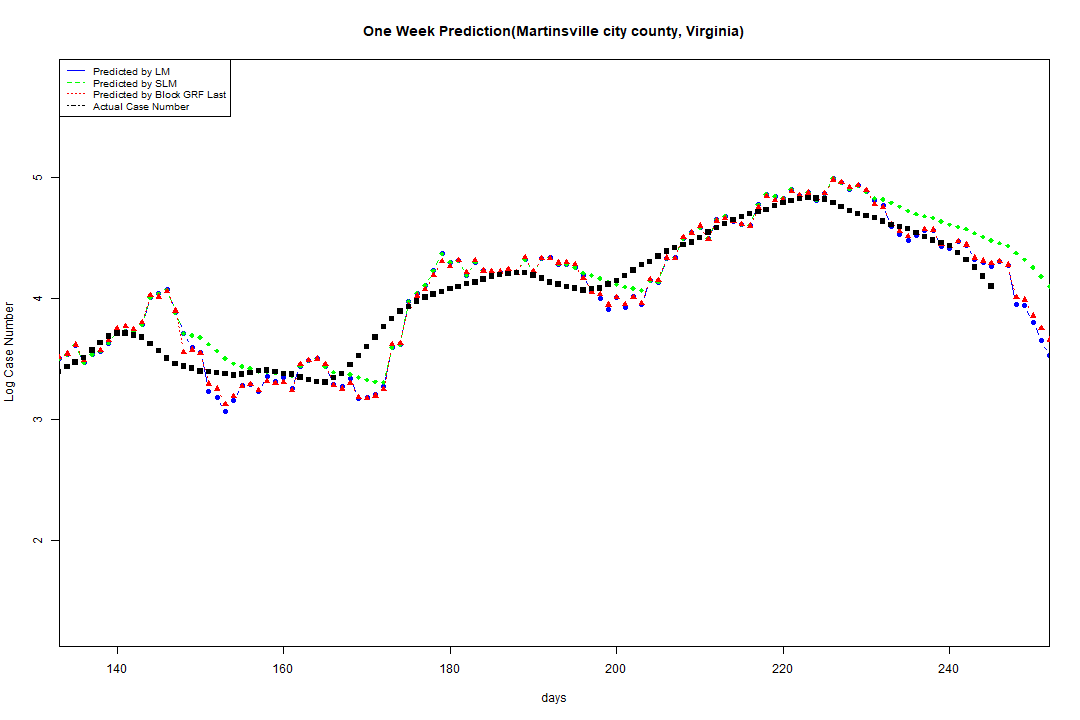 One Week Prediction(Martinsville city county, Virginia)
Predicted by LM
Predicted by SLM
Predicted by Block GRF Last
Actual Case Number
Log Case Number
5
4
3
2
140 160 180 200 220 240
days